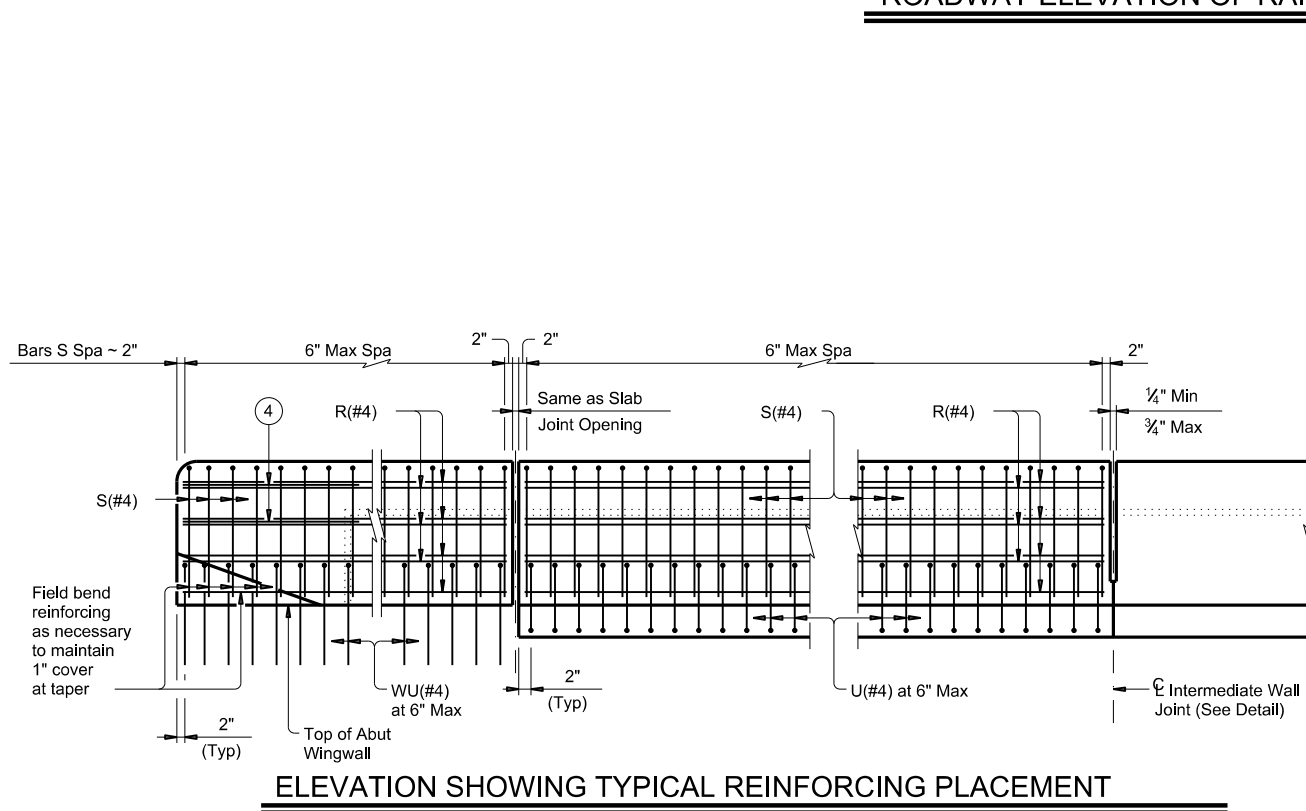 ROADWAY ELEVATION OF
2" 2"
Bars S Spa ~ 2" 6" Max Spa 6" Max Spa 2"
4 R(#4) Same as Slab S(#4) R(#4) ¼" Min
Joint Opening ¾" Max
S(#4)
Field bend
reinforcing
as necessary
to maintain
1" cover
at taper
WU(#4)
at 6" Max
2"
(Typ)
U(#4) at 6" Max
℄ Intermediate Wall
Joint (See Detail)
2"
(Typ)
Top of Abut
Wingwall
ELEVATION SHOWING TYPICAL REINFORCING PLACEMENT